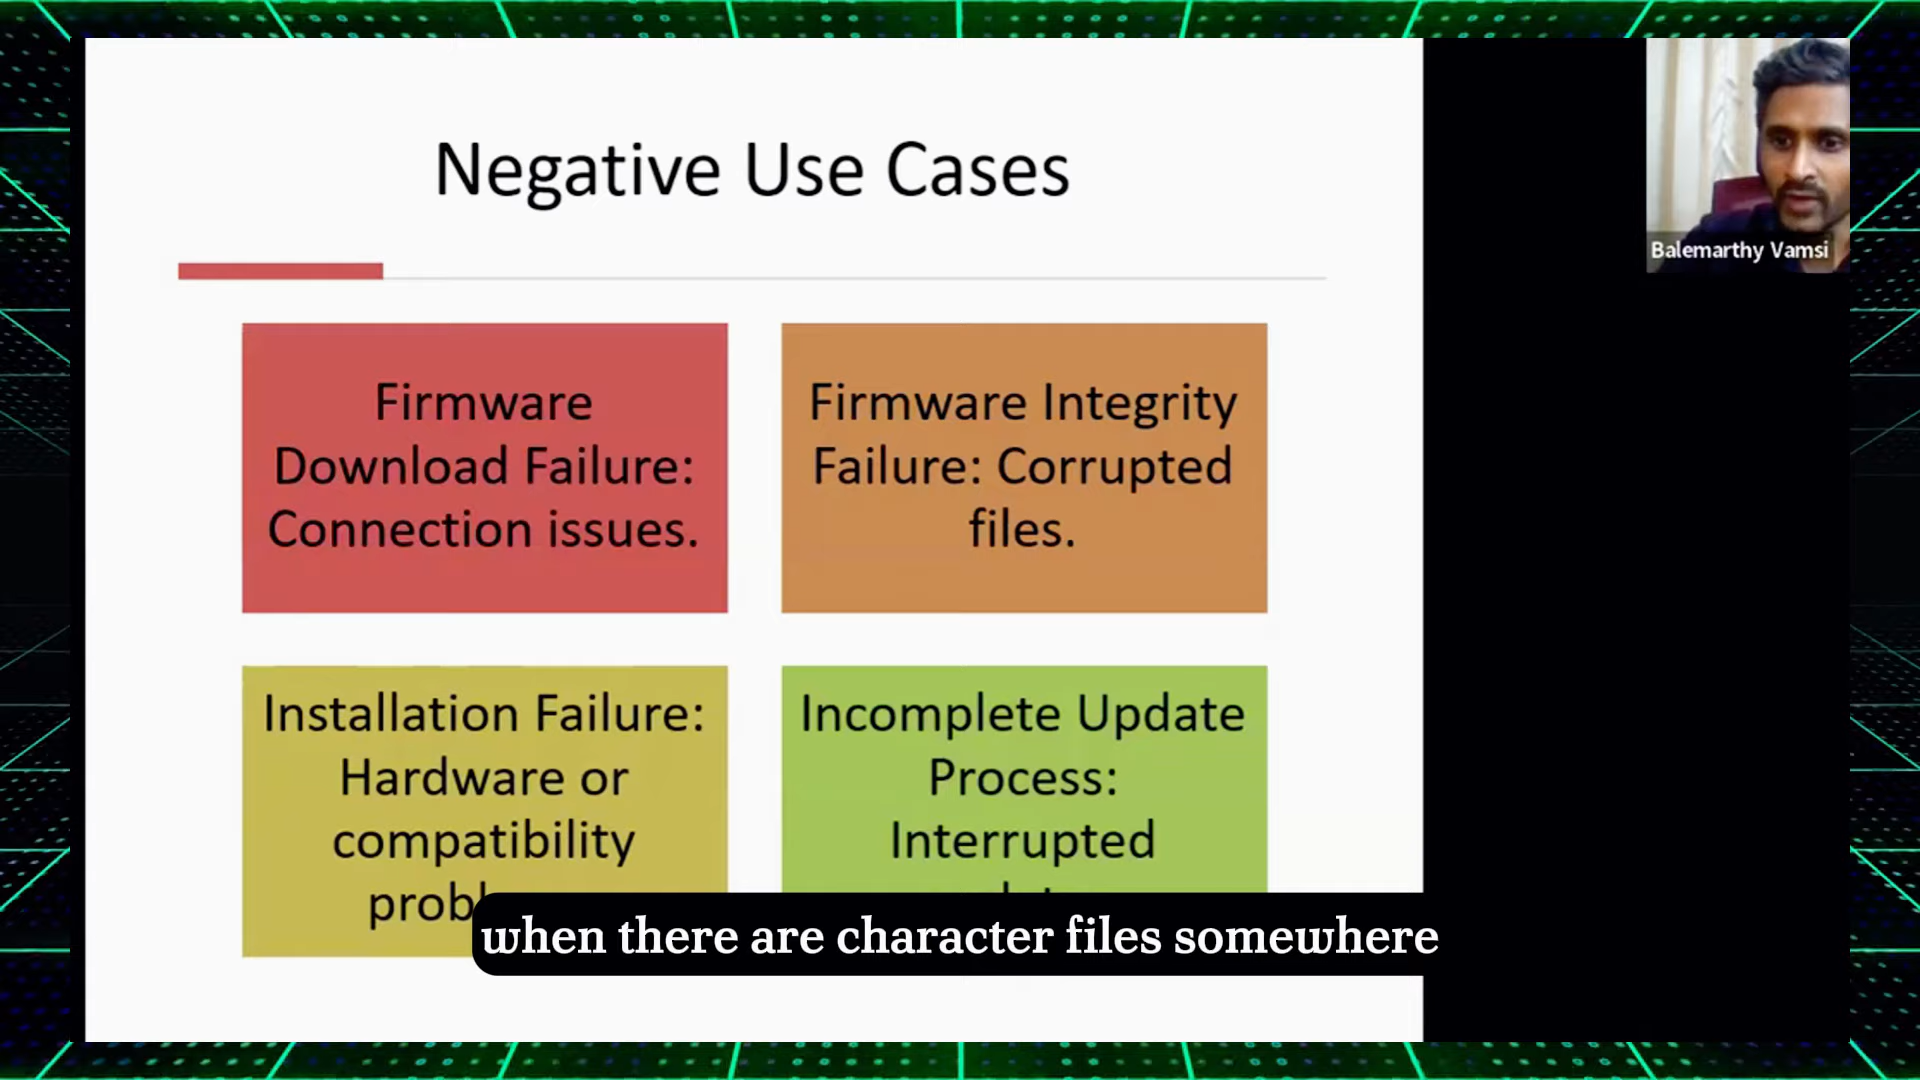 Negative Use Cases
Balemarthy Vamsi
Firmware
Download Failure:
Connection issues.
Firmware Integrity
Failure: Corrupted
files.
Installation Failure:
Hardware or
compatibility
Incomplete Update
Process:
Interrupted
when there are character files somewhere